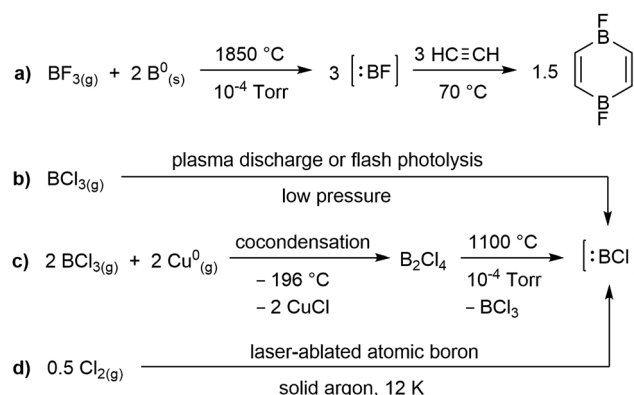 a) BF3(g) + 2 B⁰(s) 1850 °C 10⁻⁴ Torr 3 [:BF] 3 HC≡CH 70 °C 1.5 F B B F
b) BCl3(g) plasma discharge or flash photolysis low pressure
c) 2 BCl3(g) + 2 Cu⁰(g) cocondensation – 196 °C – 2 CuCl B2Cl4 1100 °C 10⁻⁴ Torr – BCl3 [:BCl
d) 0.5 Cl2(g) laser-ablated atomic boron solid argon, 12 K